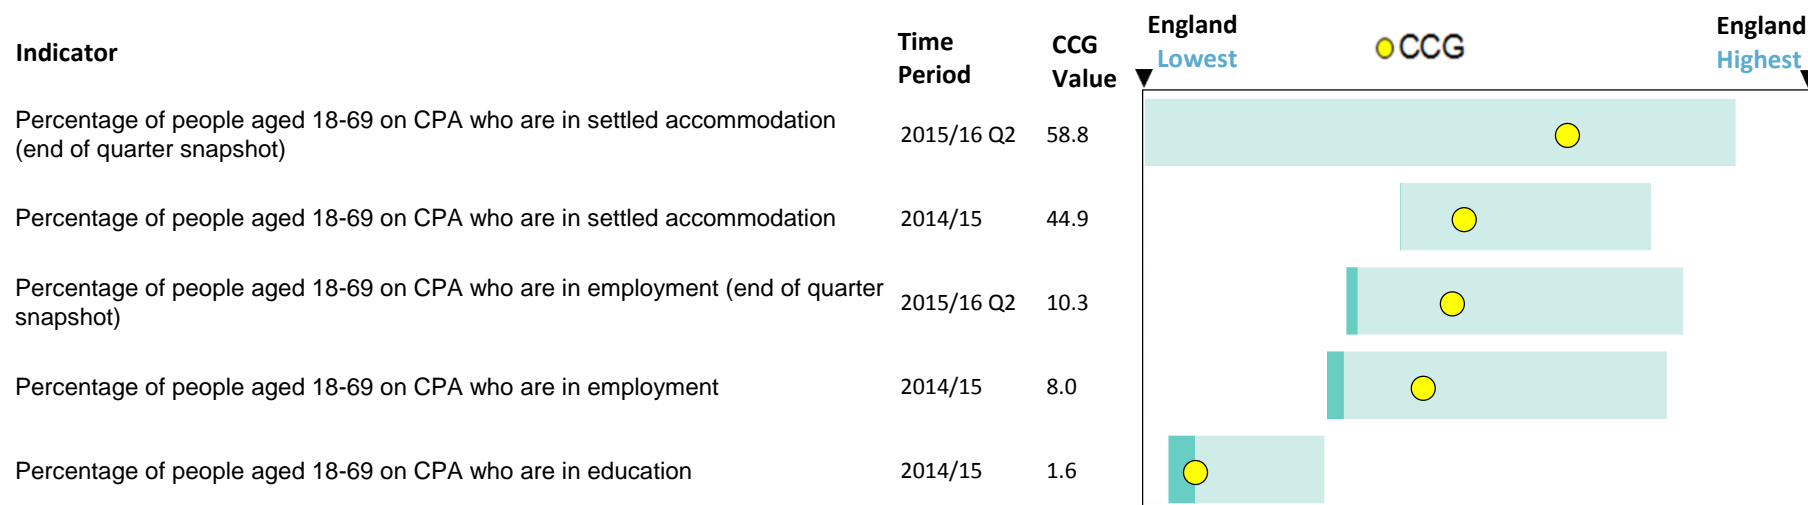 Indicator
Time Period
CCG Value
England Lowest
CCG
England Highest
Percentage of people aged 18-69 on CPA who are in settled accommodation
(end of quarter snapshot)
2015/16 Q2 58.8
Percentage of people aged 18-69 on CPA who are in settled accommodation 2014/15 44.9
Percentage of people aged 18-69 on CPA who are in employment (end of quarter
snapshot)
2015/16 Q2 10.3
Percentage of people aged 18-69 on CPA who are in employment 2014/15 8.0
Percentage of people aged 18-69 on CPA who are in education 2014/15 1.6